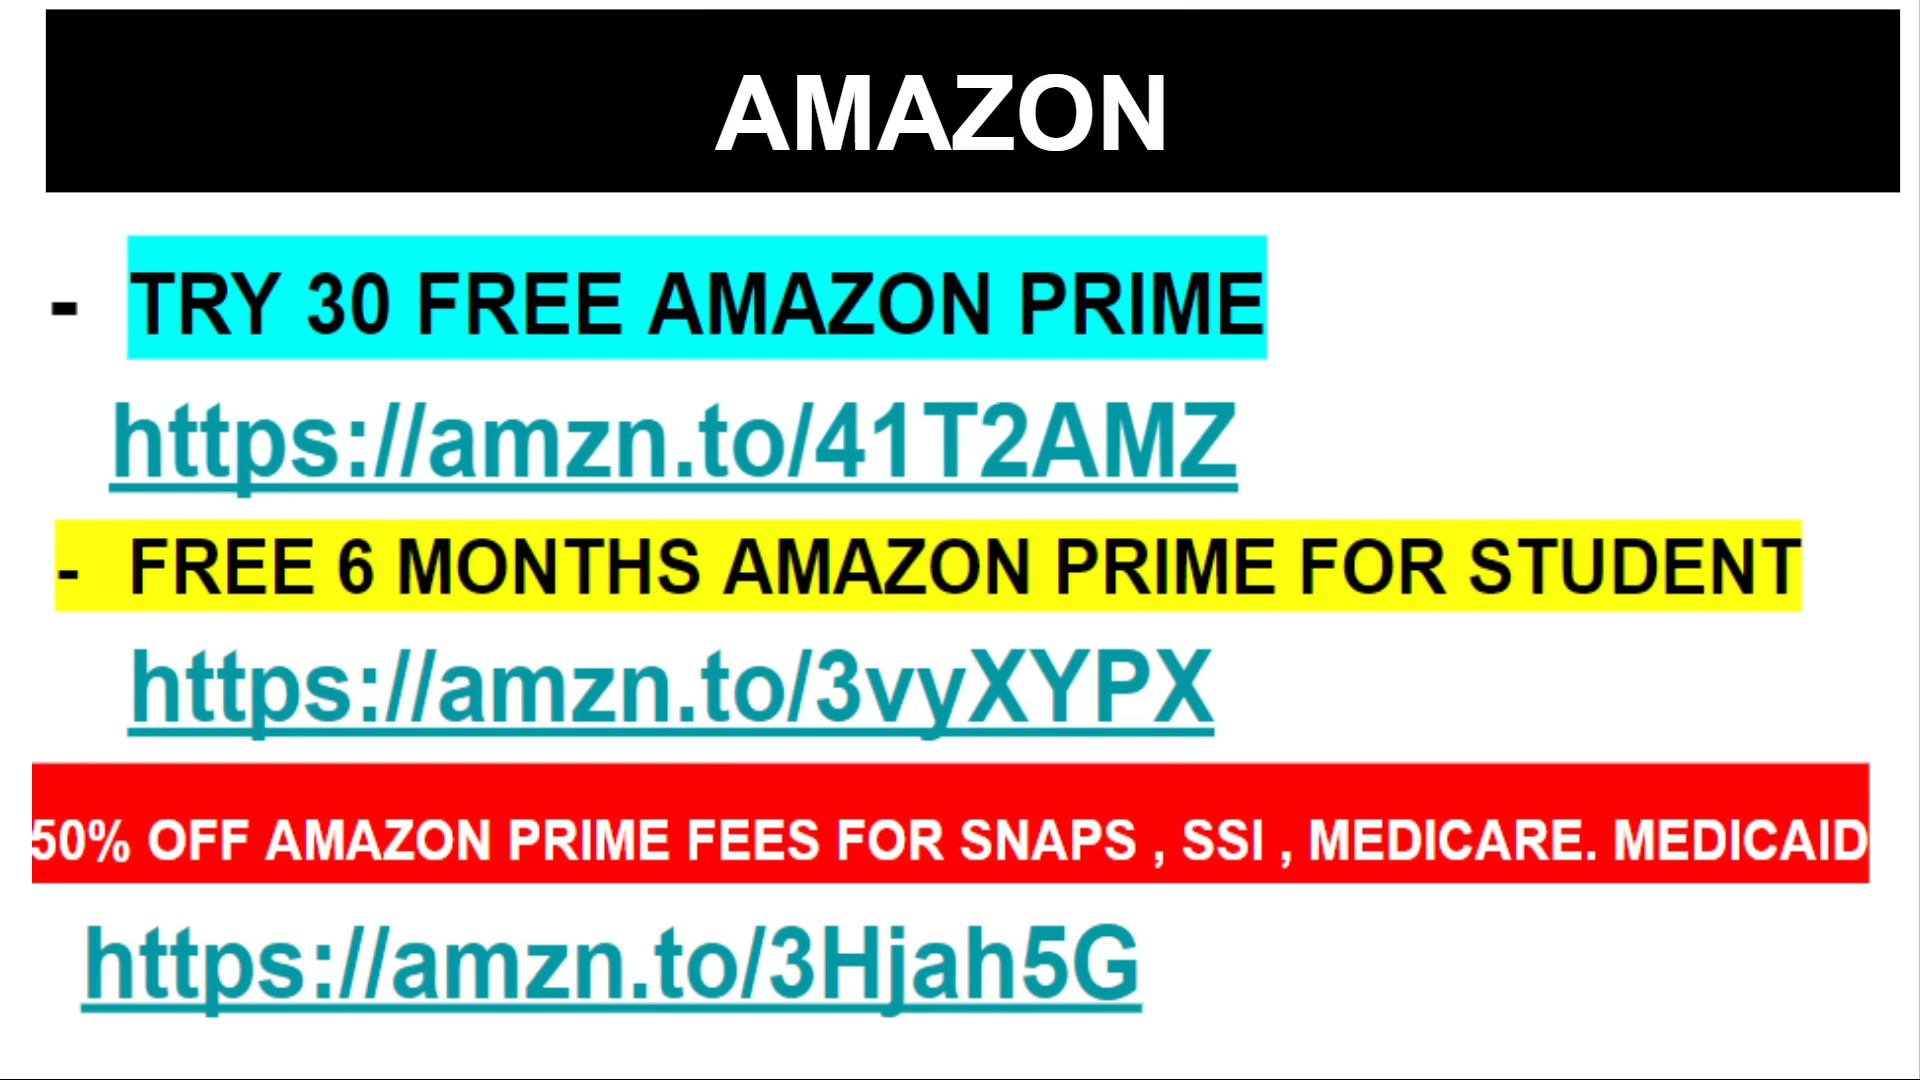 AMAZON
- TRY 30 FREE AMAZON PRIME
https://amzn.to/41T2AMZ
- FREE 6 MONTHS AMAZON PRIME FOR STUDENT
https://amzn.to/3vyXYPX
50% OFF AMAZON PRIME FEES FOR SNAPS , SSI , MEDICARE. MEDICAID
https://amzn.to/3Hjah5G